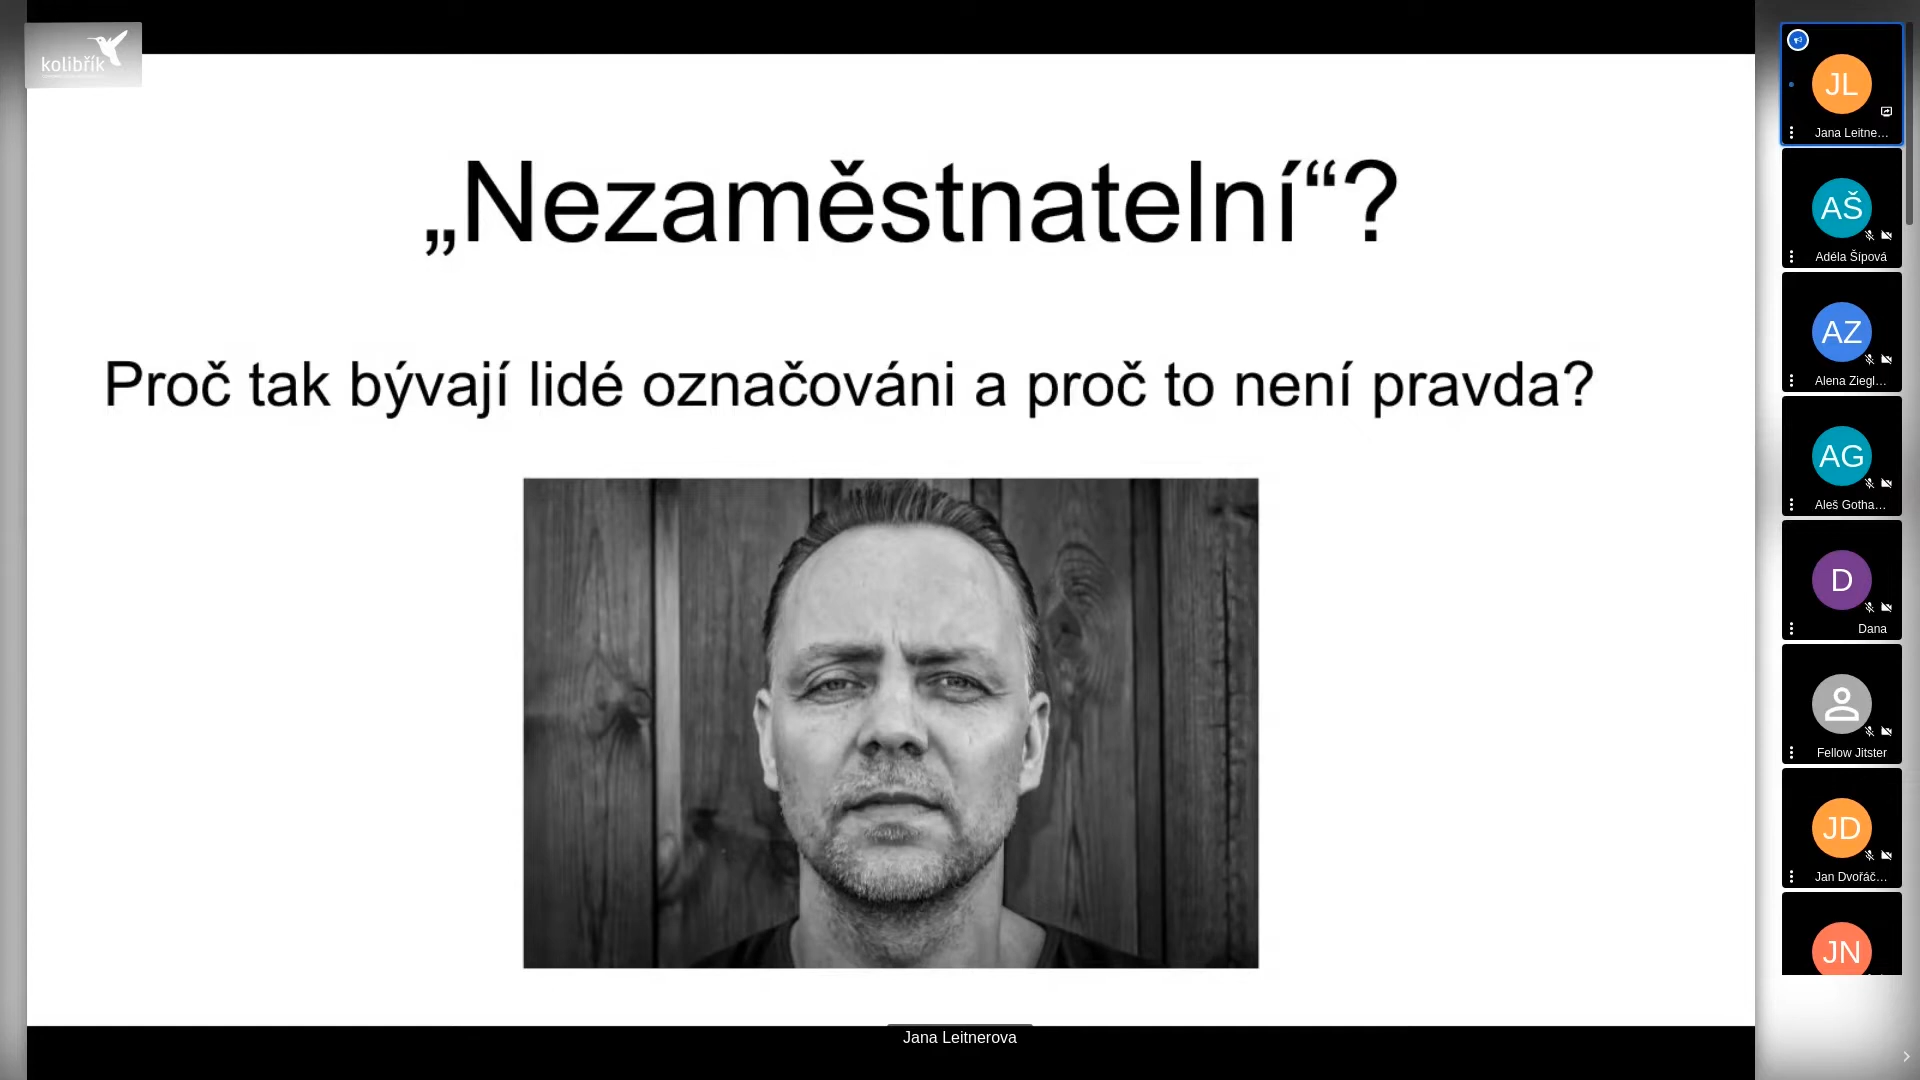 kolibřík
„Nezaměstnatelní“?
Proč tak bývají lidé označováni a proč to není pravda?
Jana Leitnerova
JL
Jana Leitne…
AŠ
Adéla Šípová
AZ
Alena Ziegl…
AG
Aleš Gotha…
D
Dana
Fellow Jitster
JD
Jan Dvořáč…
JN